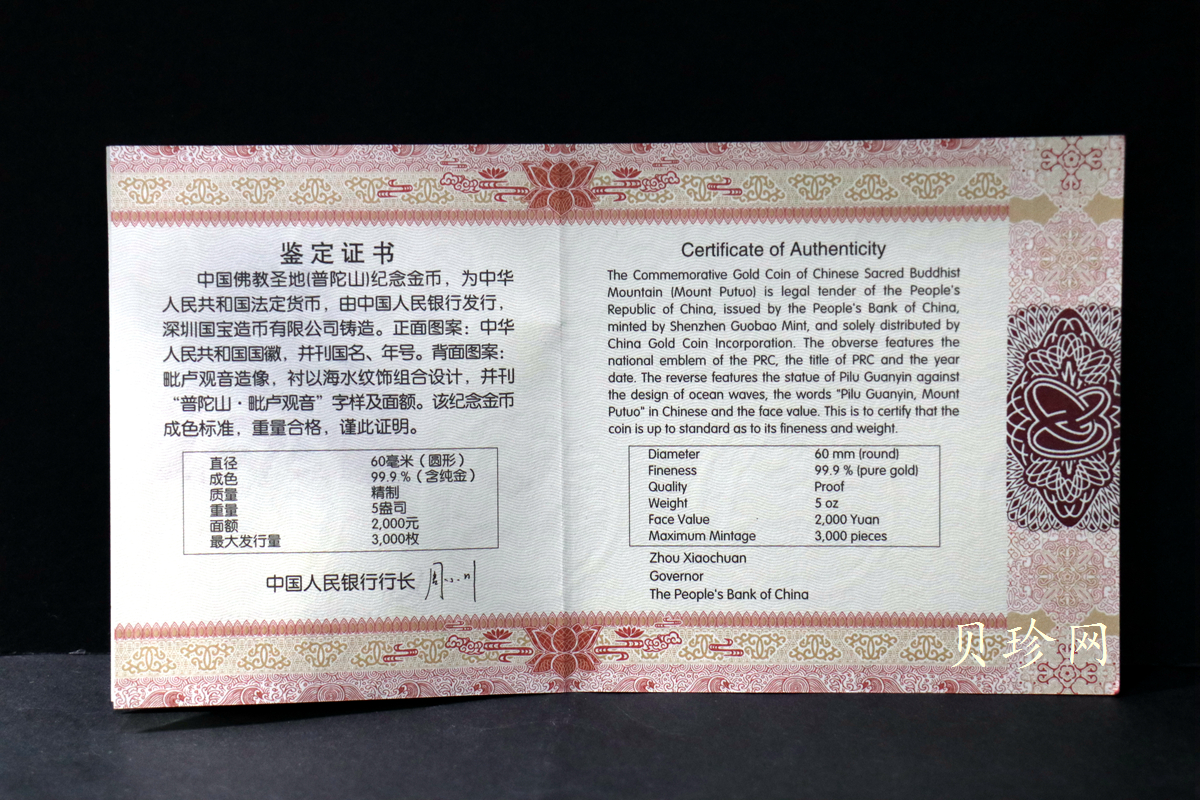 鉴定证书
中国佛教圣地(普陀山)纪念金币，为中华
人民共和国法定货币，由中国人民银行发行，
深圳国宝造币有限公司铸造。正面图案：中华
人民共和国国徽，并刊国名、年号。背面图案：
毗卢观音造像，衬以海水纹饰组合设计，并刊
“普陀山·毗卢观音”字样及面额。该纪念金币
成色标准，重量合格，谨此证明。
直径 60毫米（圆形）
成色 99.9％（含纯金）
质量 精制
重量 5盎司
面额 2,000元
最大发行量 3,000枚
中国人民银行行长 周小川
Certificate of Authenticity
The Commemorative Gold Coin of Chinese Sacred Buddhist
Mountain (Mount Putuo) is legal tender of the People's
Republic of China, issued by the People's Bank of China,
minted by Shenzhen Guobao Mint, and solely distributed by
China Gold Coin Incorporation. The obverse features the
national emblem of the PRC, the title of PRC and the year
date. The reverse features the statue of Pilu Guanyin against
the design of ocean waves, the words "Pilu Guanyin, Mount
Putuo" in Chinese and the face value. This is to certify that the
coin is up to standard as to its fineness and weight.
Diameter 60 mm (round)
Fineness 99.9 % (pure gold)
Quality Proof
Weight 5 oz
Face Value 2,000 Yuan
Maximum Mintage 3,000 pieces
Zhou Xiaochuan
Governor
The People's Bank of China
贝珍网